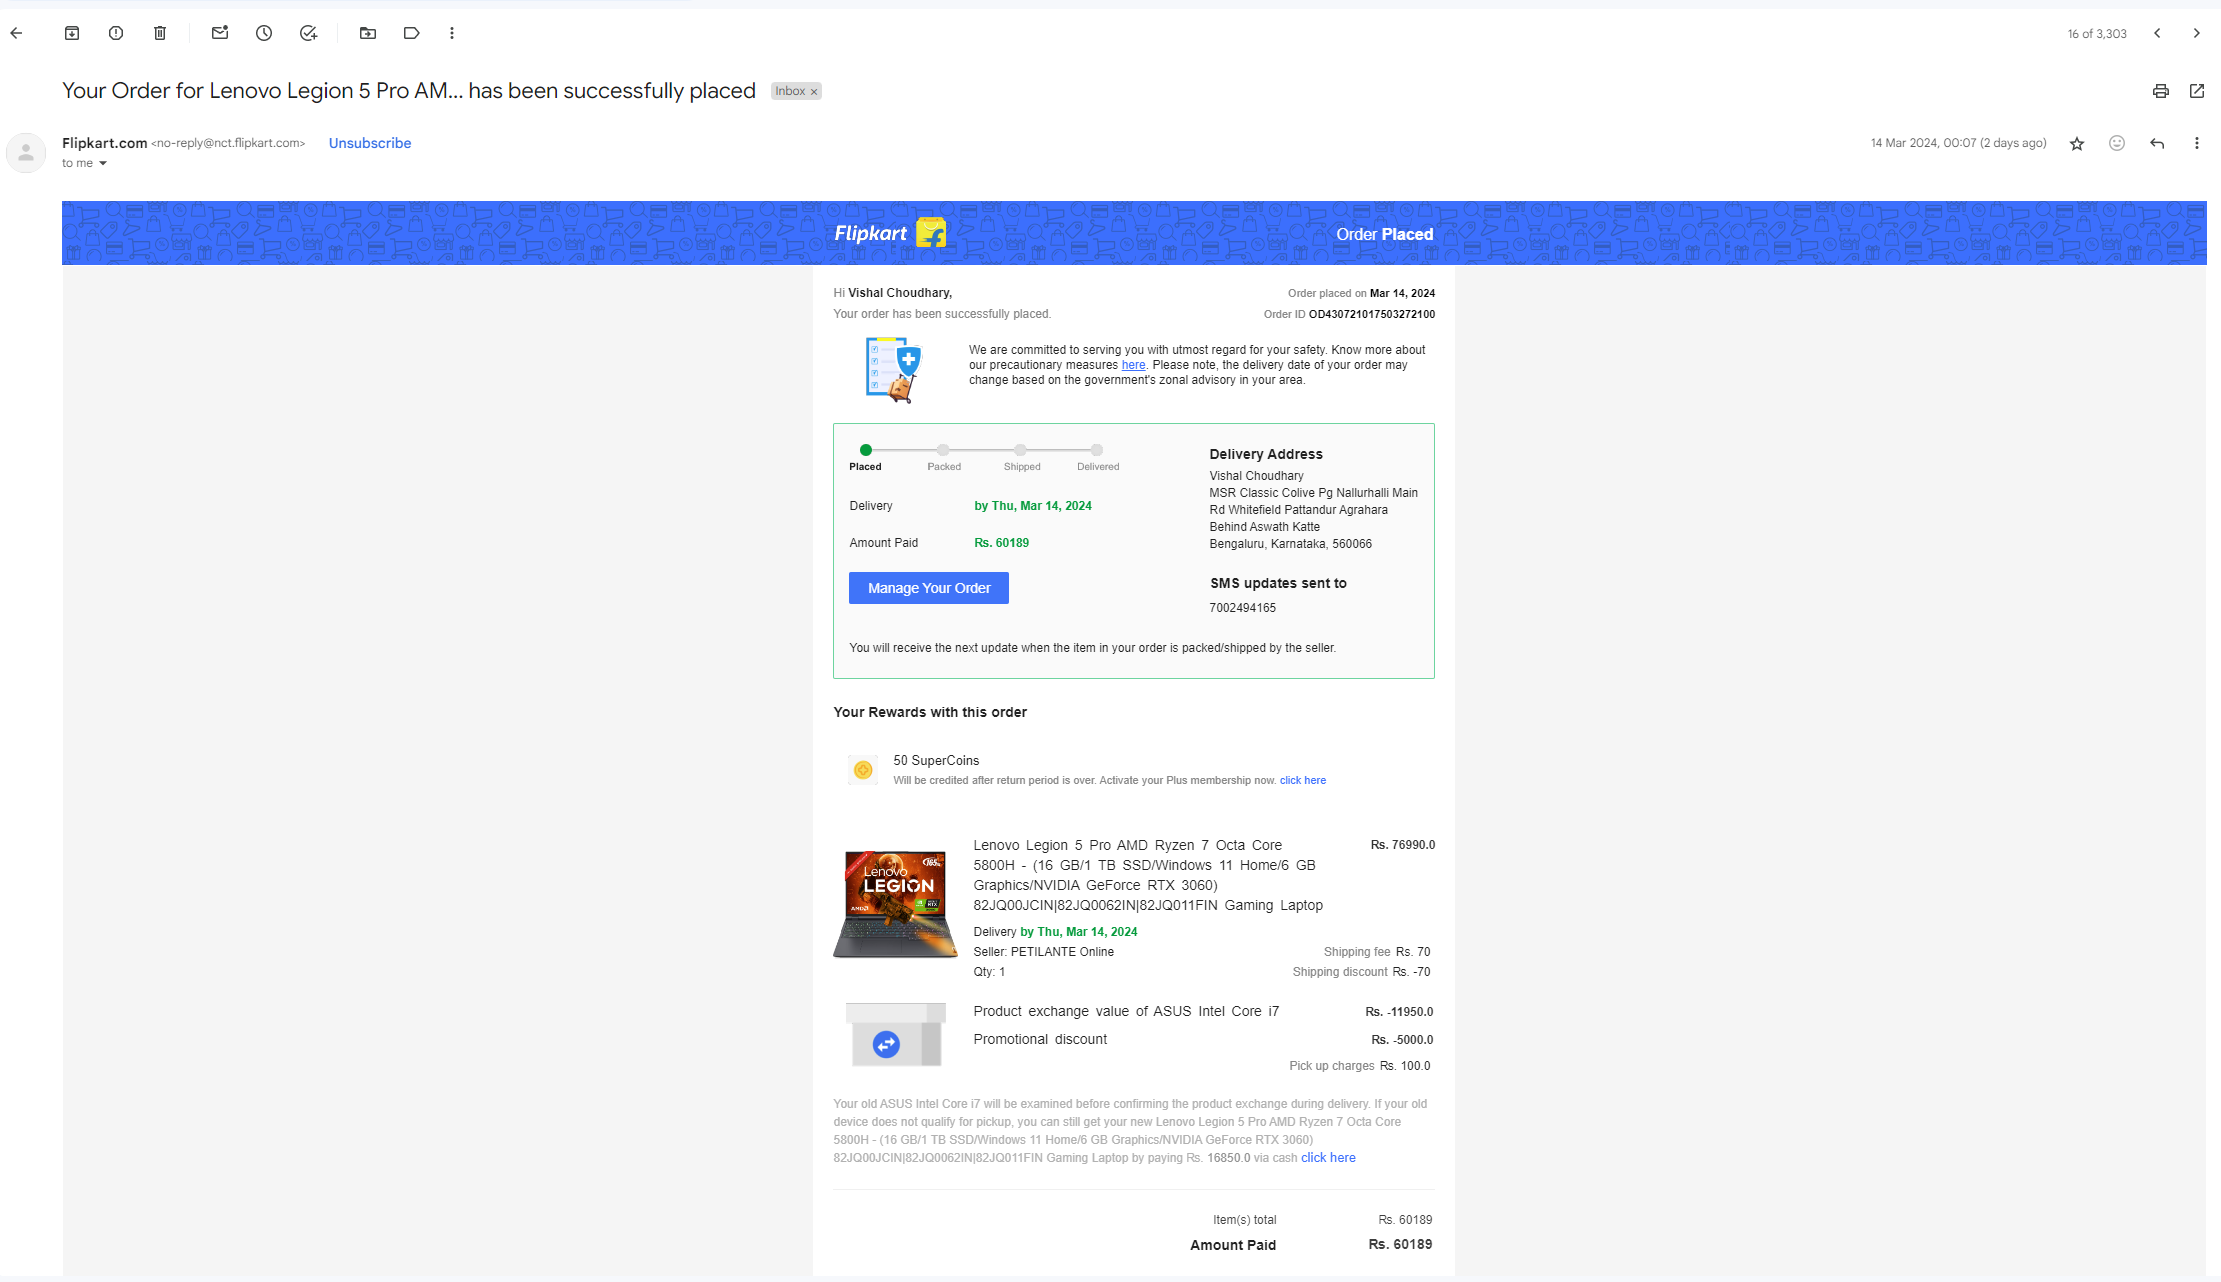 16 of 3,303
Your Order for Lenovo Legion 5 Pro AM... has been successfully placed
Inbox ×
Flipkart.com <no-reply@nct.flipkart.com> Unsubscribe
14 Mar 2024, 00:07 (2 days ago)
to me
Flipkart
Order Placed
Hi Vishal Choudhary,
Order placed on Mar 14, 2024
Your order has been successfully placed.
Order ID OD430721017503272100
We are committed to serving you with utmost regard for your safety. Know more about
our precautionary measures here. Please note, the delivery date of your order may
change based on the government's zonal advisory in your area.
Placed Packed Shipped Delivered
Delivery by Thu, Mar 14, 2024
Amount Paid Rs. 60189
Manage Your Order
Delivery Address
Vishal Choudhary
MSR Classic Colive Pg Nallurhalli Main
Rd Whitefield Pattandur Agrahara
Behind Aswath Katte
Bengaluru, Karnataka, 560066
SMS updates sent to
7002494165
You will receive the next update when the item in your order is packed/shipped by the seller.
Your Rewards with this order
50 SuperCoins
Will be credited after return period is over. Activate your Plus membership now. click here
Lenovo
LEGION
165
AMD
RTX
Lenovo Legion 5 Pro AMD Ryzen 7 Octa Core
5800H - (16 GB/1 TB SSD/Windows 11 Home/6 GB
Graphics/NVIDIA GeForce RTX 3060)
82JQ00JCIN|82JQ0062IN|82JQ011FIN Gaming Laptop
Rs. 76990.0
Delivery by Thu, Mar 14, 2024
Seller: PETILANTE Online
Shipping fee Rs. 70
Qty: 1
Shipping discount Rs. -70
Product exchange value of ASUS Intel Core i7 Rs. -11950.0
Promotional discount Rs. -5000.0
Pick up charges Rs. 100.0
Your old ASUS Intel Core i7 will be examined before confirming the product exchange during delivery. If your old
device does not qualify for pickup, you can still get your new Lenovo Legion 5 Pro AMD Ryzen 7 Octa Core
5800H - (16 GB/1 TB SSD/Windows 11 Home/6 GB Graphics/NVIDIA GeForce RTX 3060)
82JQ00JCIN|82JQ0062IN|82JQ011FIN Gaming Laptop by paying Rs. 16850.0 via cash click here
Item(s) total Rs. 60189
Amount Paid Rs. 60189